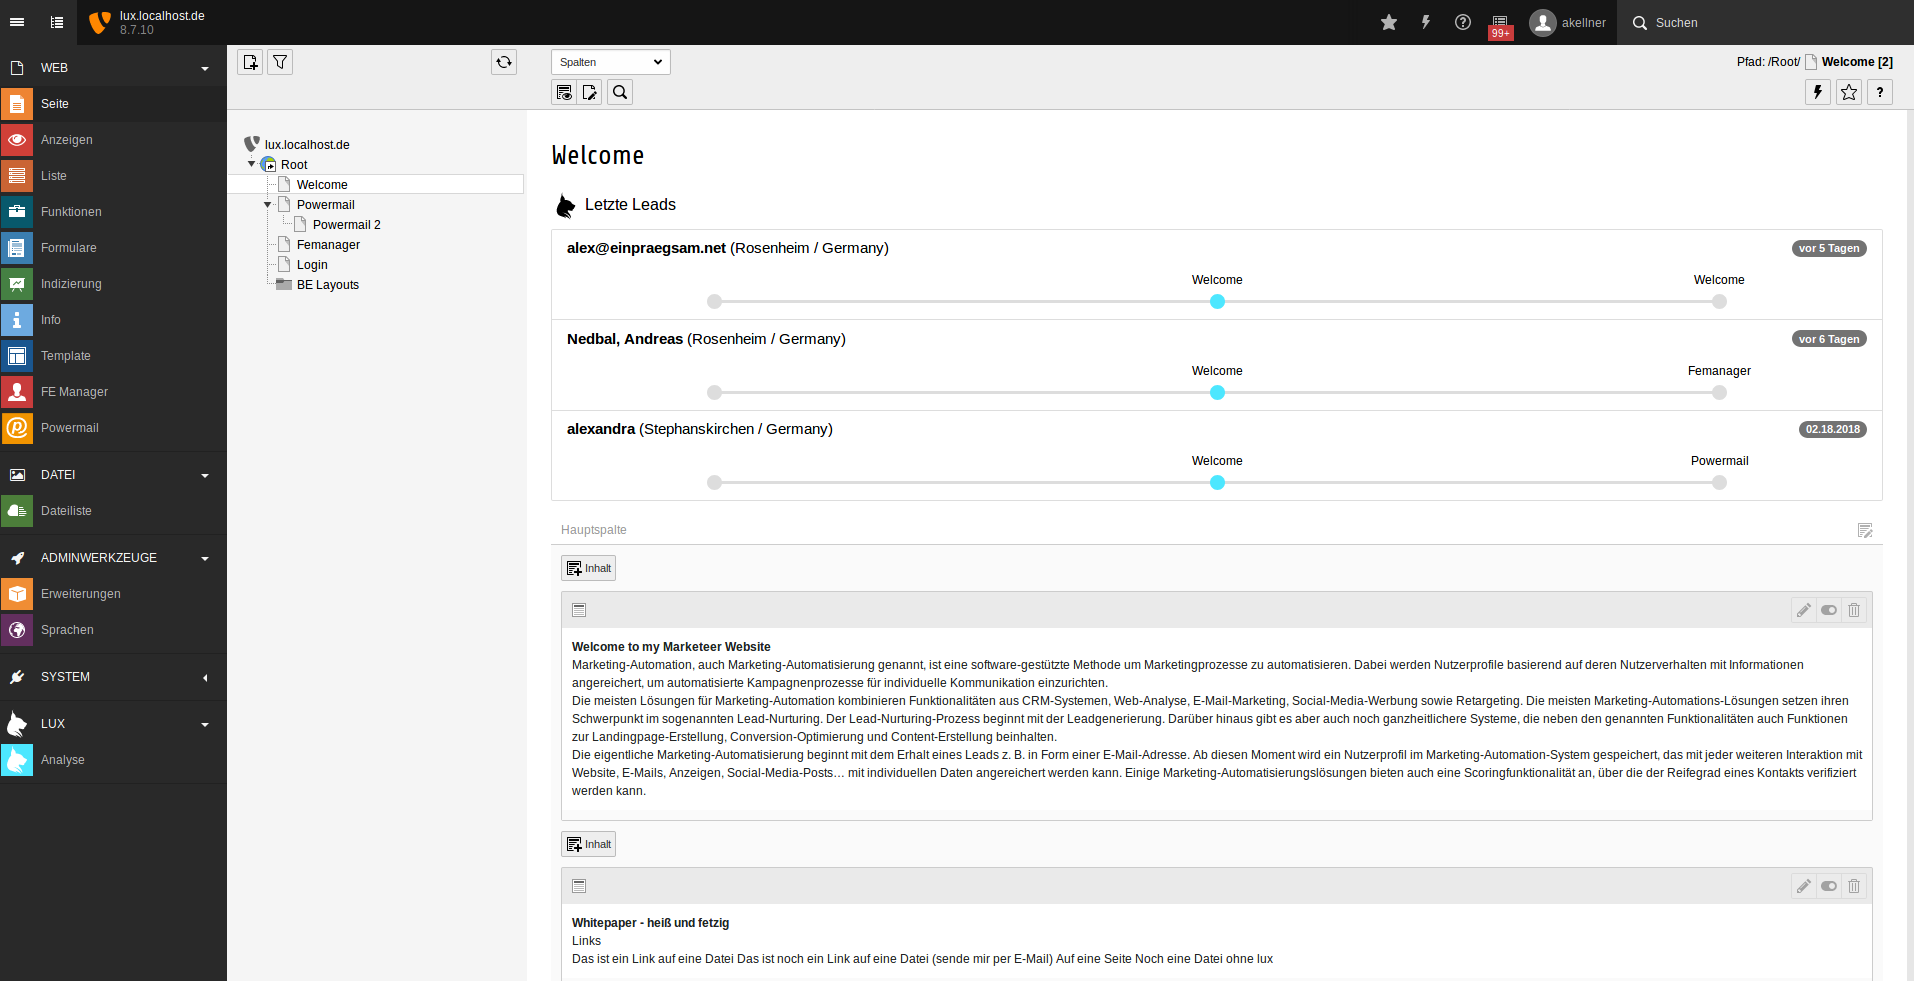 lux.localhost.de
8.7.10
99+
akellner
Suchen
WEB
Seite
Anzeigen
Liste
Funktionen
Formulare
Indizierung
Info
Template
FE Manager
Powermail
DATEI
Dateiliste
ADMINWERKZEUGE
Erweiterungen
Sprachen
SYSTEM
LUX
Analyse
lux.localhost.de
Root
Welcome
Powermail
Powermail 2
Femanager
Login
BE Layouts
Spalten
Pfad: /Root/ Welcome [2]
?
Welcome
Letzte Leads
alex@einpraegsam.net (Rosenheim / Germany)
vor 5 Tagen
Welcome Welcome
Nedbal, Andreas (Rosenheim / Germany)
vor 6 Tagen
Welcome Femanager
alexandra (Stephanskirchen / Germany)
02.18.2018
Welcome Powermail
Hauptspalte
Inhalt
Welcome to my Marketeer Website
Marketing-Automation, auch Marketing-Automatisierung genannt, ist eine software-gestützte Methode um Marketingprozesse zu automatisieren. Dabei werden Nutzerprofile basierend auf deren Nutzerverhalten mit Informationen
angereichert, um automatisierte Kampagnenprozesse für individuelle Kommunikation einzurichten.
Die meisten Lösungen für Marketing-Automation kombinieren Funktionalitäten aus CRM-Systemen, Web-Analyse, E-Mail-Marketing, Social-Media-Werbung sowie Retargeting. Die meisten Marketing-Automations-Lösungen setzen ihren
Schwerpunkt im sogenannten Lead-Nurturing. Der Lead-Nurturing-Prozess beginnt mit der Leadgenerierung. Darüber hinaus gibt es aber auch noch ganzheitlichere Systeme, die neben den genannten Funktionalitäten auch Funktionen
zur Landingpage-Erstellung, Conversion-Optimierung und Content-Erstellung beinhalten.
Die eigentliche Marketing-Automatisierung beginnt mit dem Erhalt eines Leads z. B. in Form einer E-Mail-Adresse. Ab diesen Moment wird ein Nutzerprofil im Marketing-Automation-System gespeichert, das mit jeder weiteren Interaktion mit
Website, E-Mails, Anzeigen, Social-Media-Posts… mit individuellen Daten angereichert werden kann. Einige Marketing-Automatisierungslösungen bieten auch eine Scoringfunktionalität an, über die der Reifegrad eines Kontakts verifiziert
werden kann.
Inhalt
Whitepaper - heiß und fetzig
Links
Das ist ein Link auf eine Datei Das ist noch ein Link auf eine Datei (sende mir per E-Mail) Auf eine Seite Noch eine Datei ohne lux